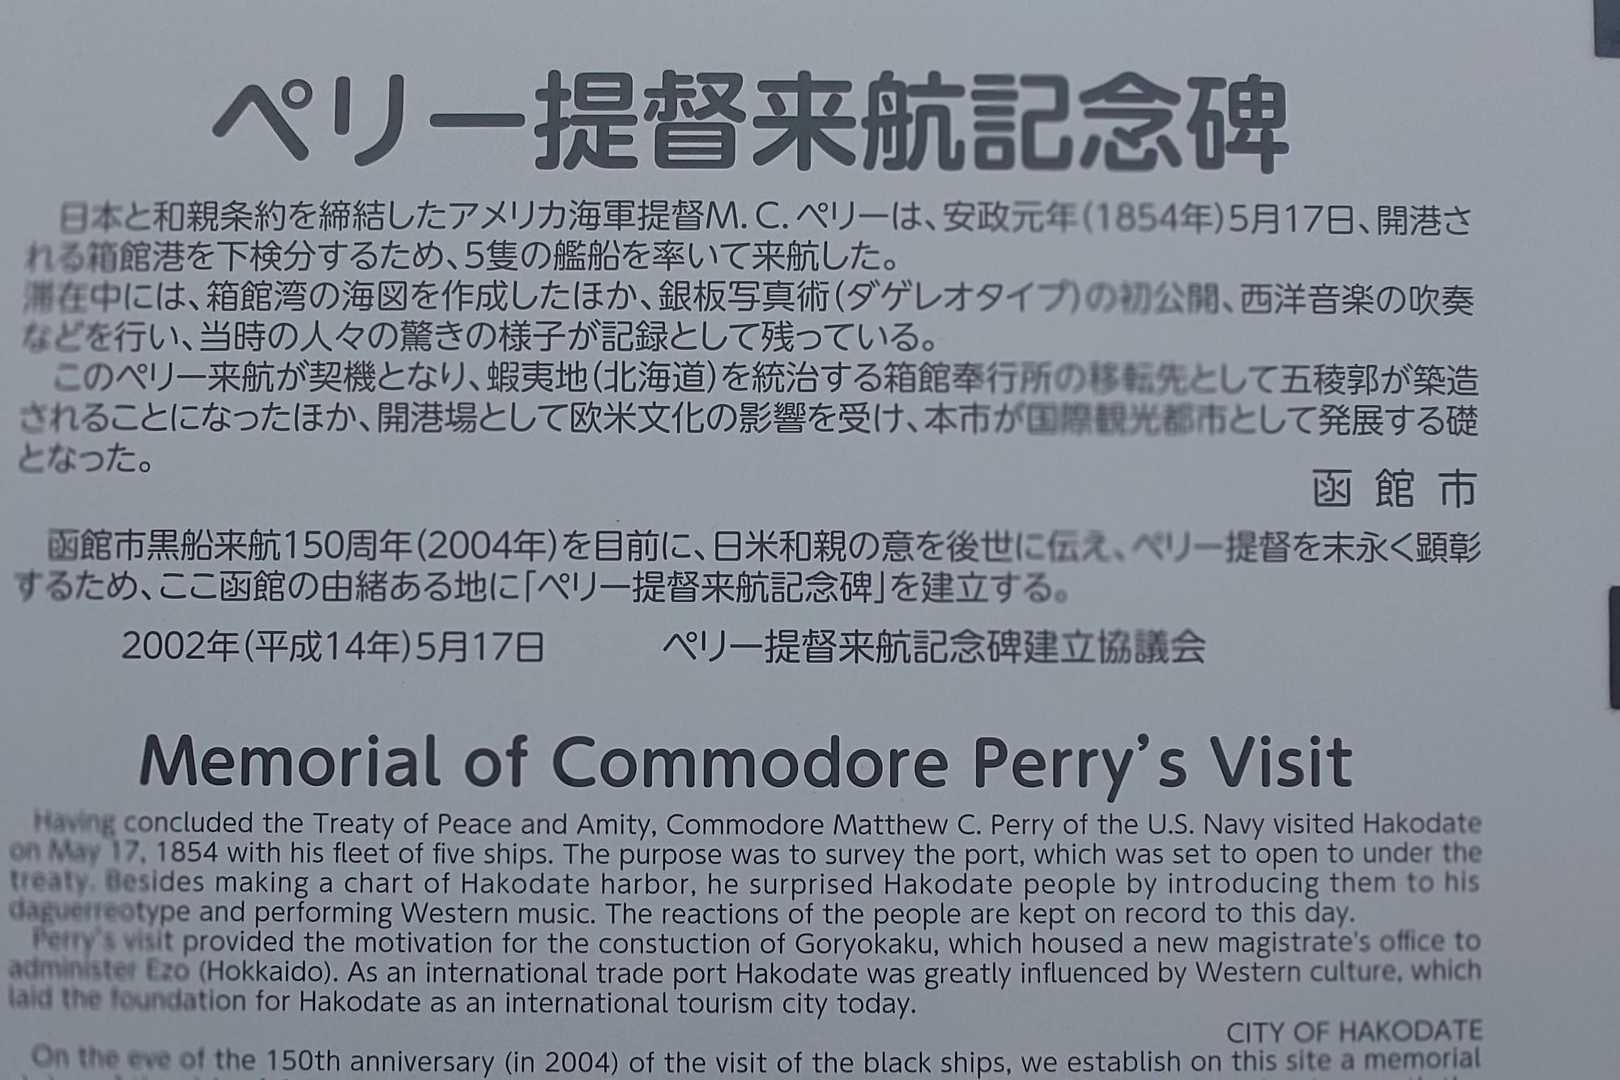 ペリー提督来航記念碑
日本と和親条約を締結したアメリカ海軍提督M.C.ペリーは、安政元年(1854年)5月17日、開港さ
れる箱館港を下検分するため、5隻の艦船を率いて来航した。
滞在中には、箱館湾の海図を作成したほか、銀板写真術(ダゲレオタイプ)の初公開、西洋音楽の吹奏
などを行い、当時の人々の驚きの様子が記録として残っている。
このペリー来航が契機となり、蝦夷地(北海道)を統治する箱館奉行所の移転先として五稜郭が築造
されることになったほか、開港場として欧米文化の影響を受け、本市が国際観光都市として発展する礎
となった。
函館市
函館市黒船来航150周年(2004年)を目前に、日米和親の意を後世に伝え、ペリー提督を末永く顕彰
するため、ここ函館の由緒ある地に「ペリー提督来航記念碑」を建立する。
2002年(平成14年)5月17日 ペリー提督来航記念碑建立協議会
Memorial of Commodore Perry's Visit
Having concluded the Treaty of Peace and Amity, Commodore Matthew C. Perry of the U.S. Navy visited Hakodate
on May 17, 1854 with his fleet of five ships. The purpose was to survey the port, which was set to open to under the
treaty. Besides making a chart of Hakodate harbor, he surprised Hakodate people by introducing them to his
daguerreotype and performing Western music. The reactions of the people are kept on record to this day.
Perry's visit provided the motivation for the constuction of Goryokaku, which housed a new magistrate's office to
administer Ezo (Hokkaido). As an international trade port Hakodate was greatly influenced by Western culture, which
laid the foundation for Hakodate as an international tourism city today.
CITY OF HAKODATE
On the eve of the 150th anniversary (in 2004) of the visit of the black ships, we establish on this site a memorial